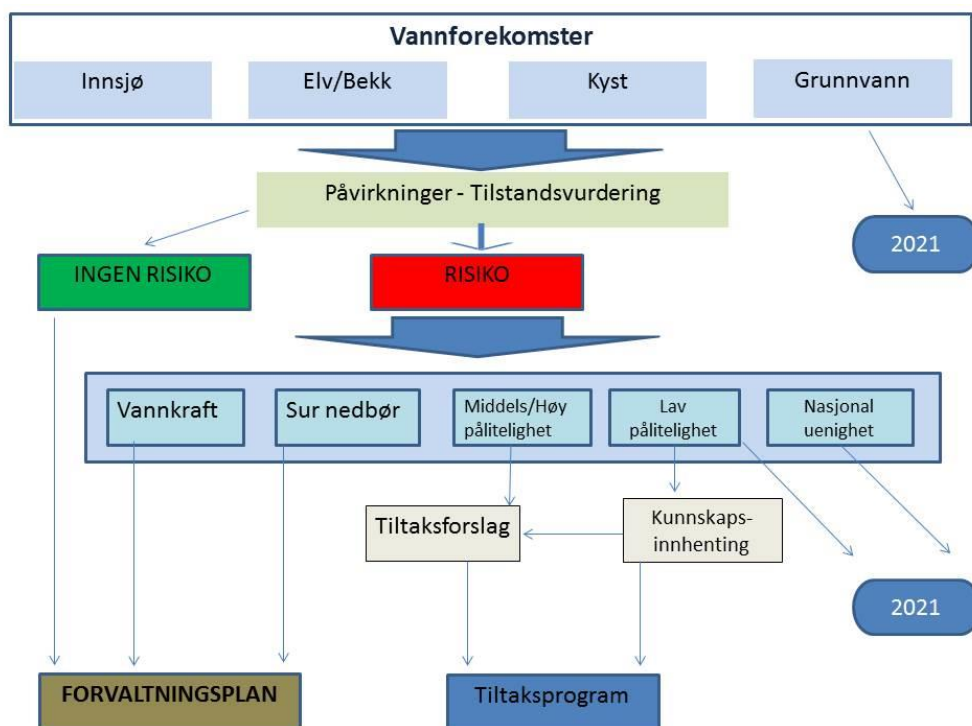 Vannforekomster
Innsjø
Elv/Bekk
Kyst
Grunnvann
Påvirkninger - Tilstandsvurdering
2021
INGEN RISIKO
RISIKO
Vannkraft
Sur nedbør
Middels/Høy
pålitelighet
Lav
pålitelighet
Nasjonal
uenighet
Tiltaksforslag
Kunnskaps-
innhenting
2021
FORVALTNINGSPLAN
Tiltaksprogram